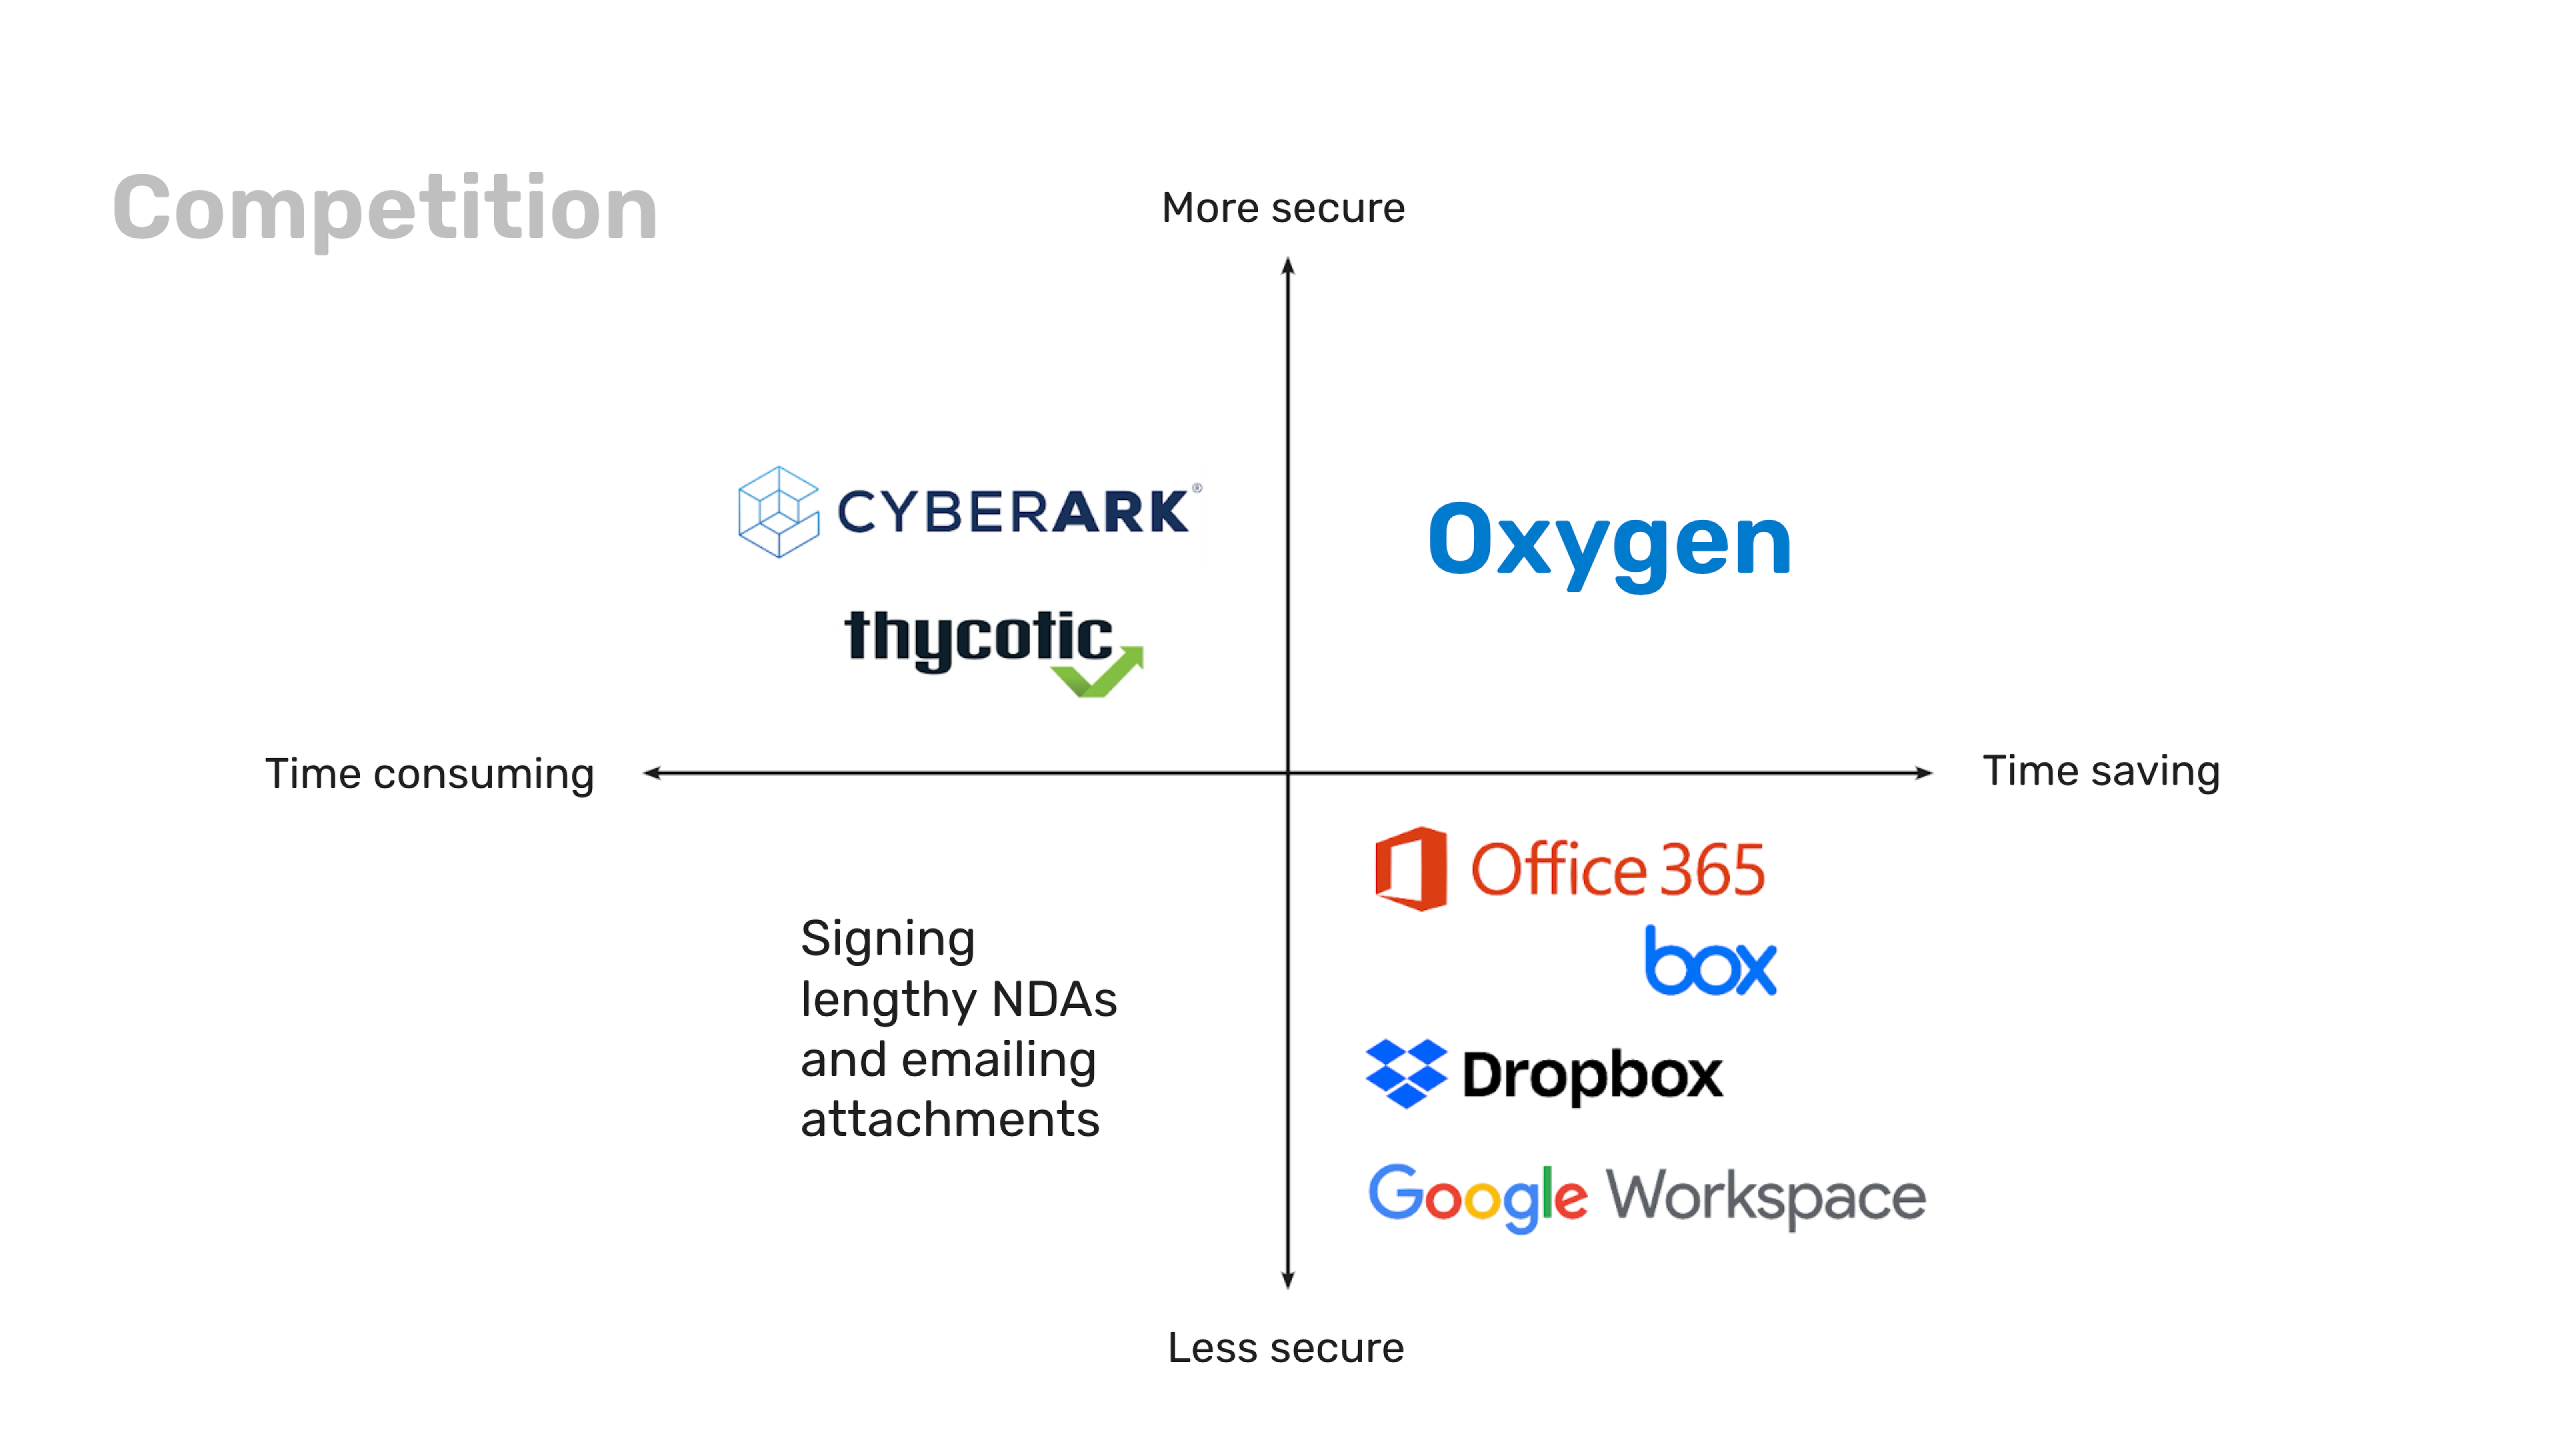 Competition
More secure
CYBERARK®
Oxygen
thycotic
Time consuming
Time saving
Office 365
Signing
lengthy NDAs
and emailing
attachments
box
Dropbox
Google Workspace
Less secure